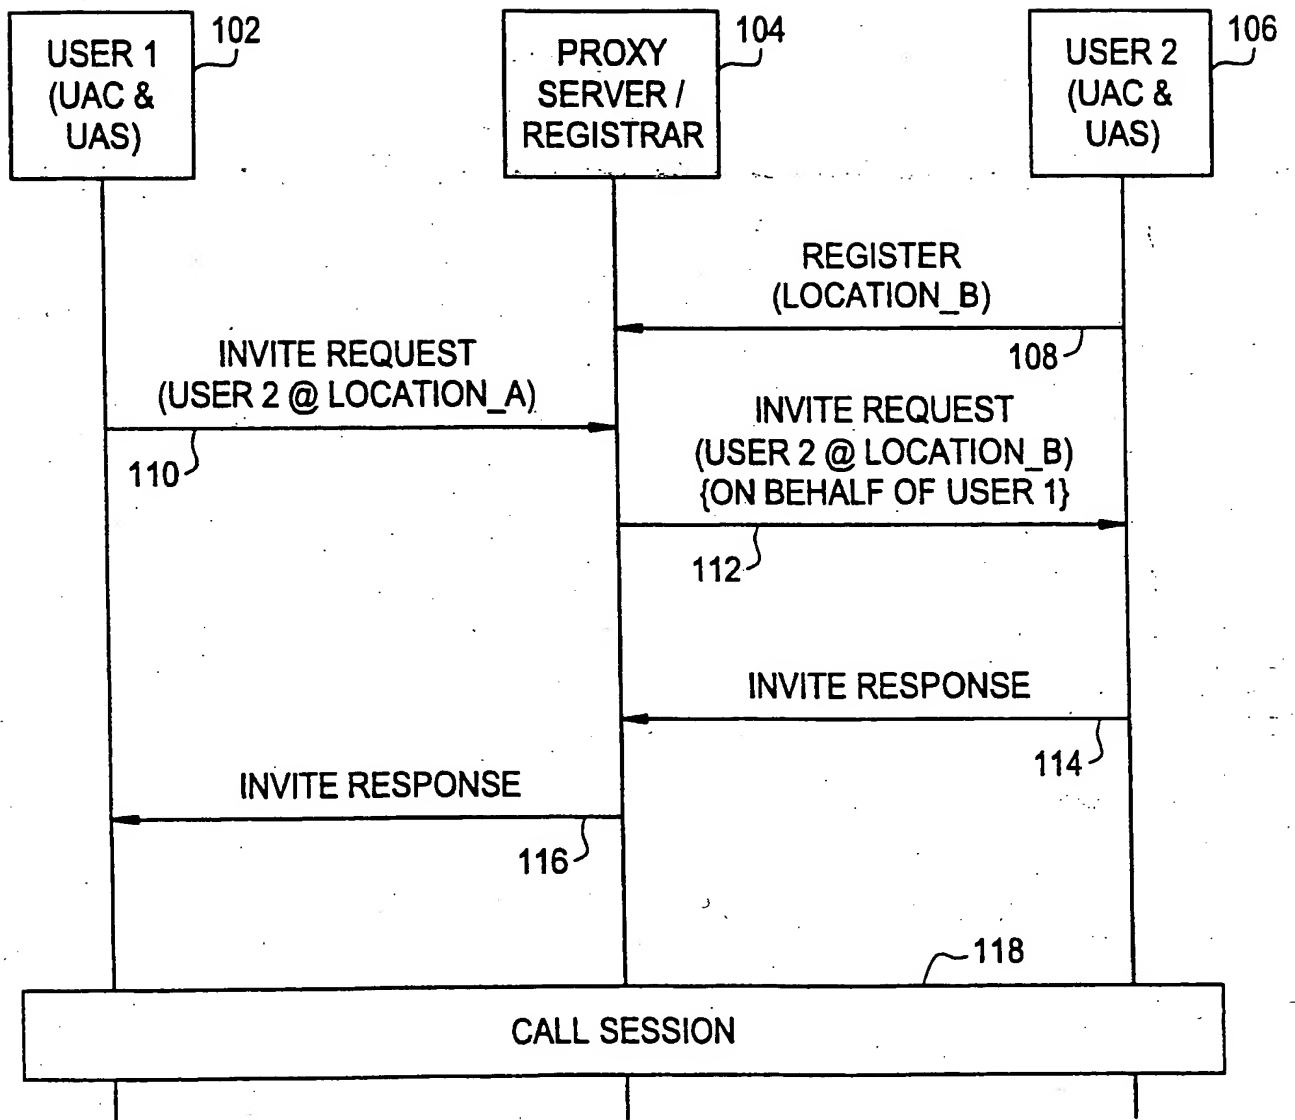 USER 1
(UAC &
UAS)
102
PROXY
SERVER /
REGISTRAR
104
USER 2
(UAC &
UAS)
106
REGISTER
(LOCATION_B)
108
INVITE REQUEST
(USER 2 @ LOCATION_A)
110
INVITE REQUEST
(USER 2 @ LOCATION_B)
{ON BEHALF OF USER 1}
112
INVITE RESPONSE
114
INVITE RESPONSE
116
118
CALL SESSION